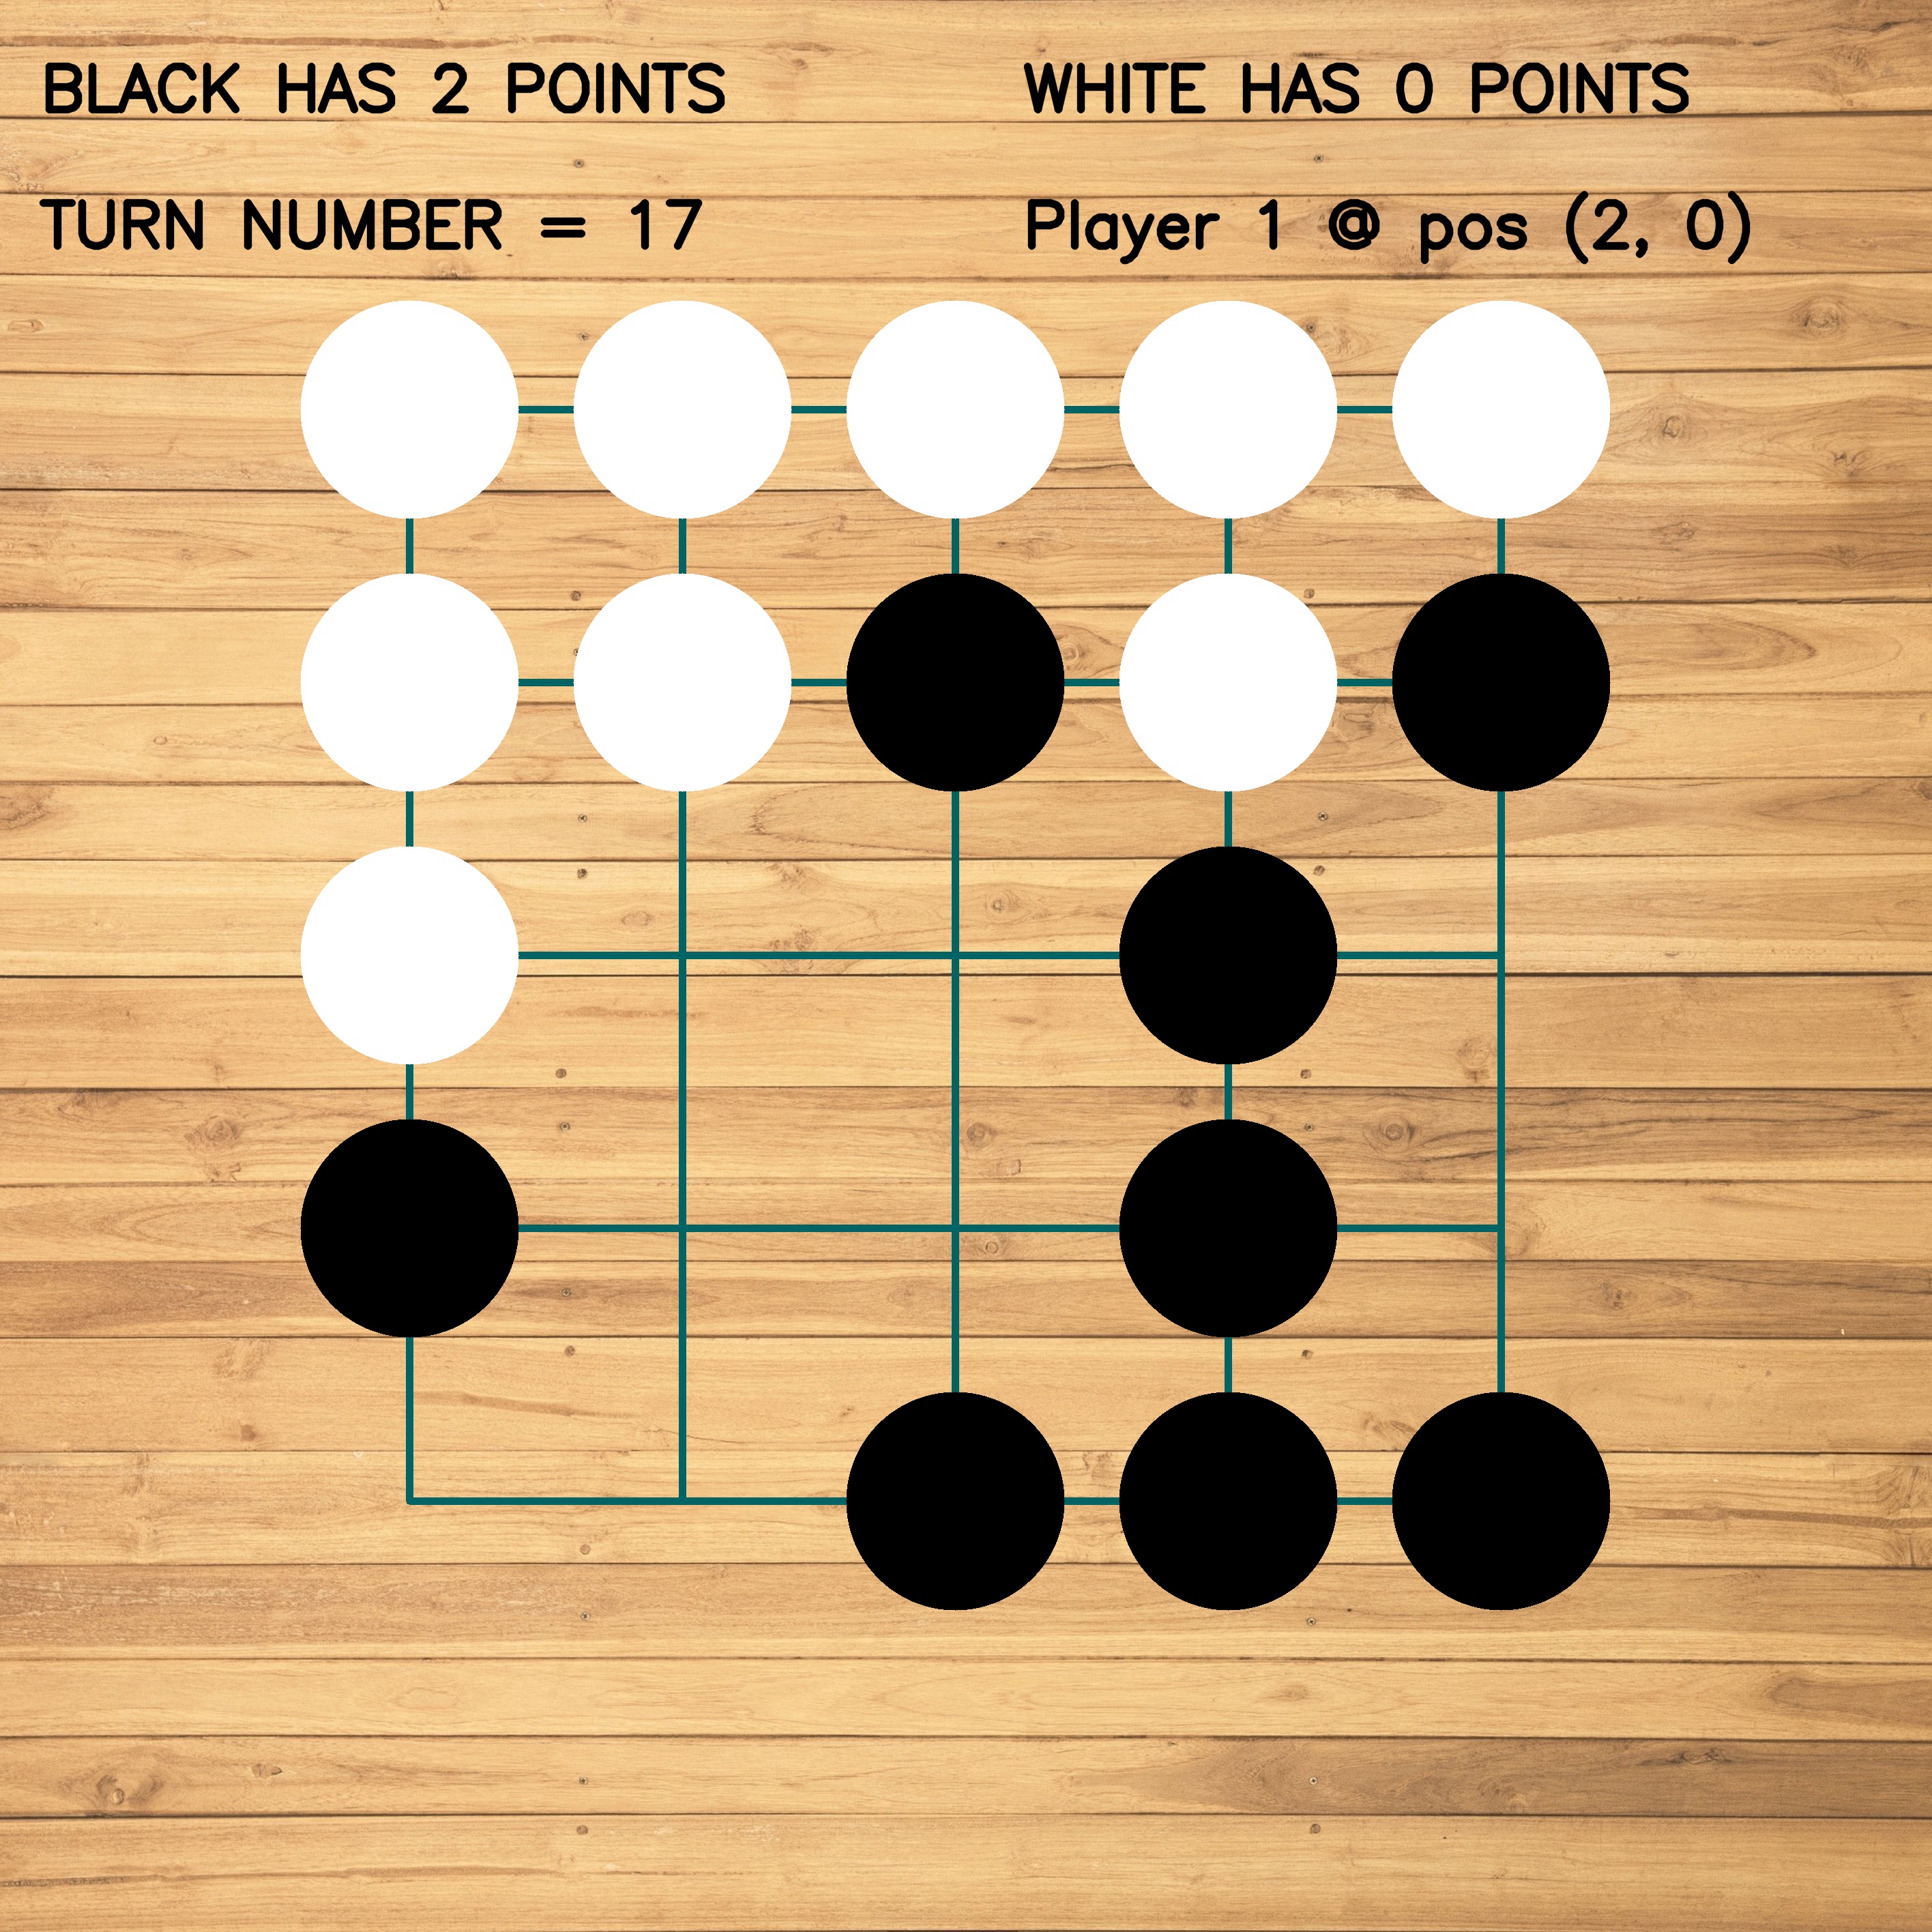 BLACK HAS 2 POINTS
WHITE HAS 0 POINTS
TURN NUMBER = 17
Player 1 @ pos (2, 0)